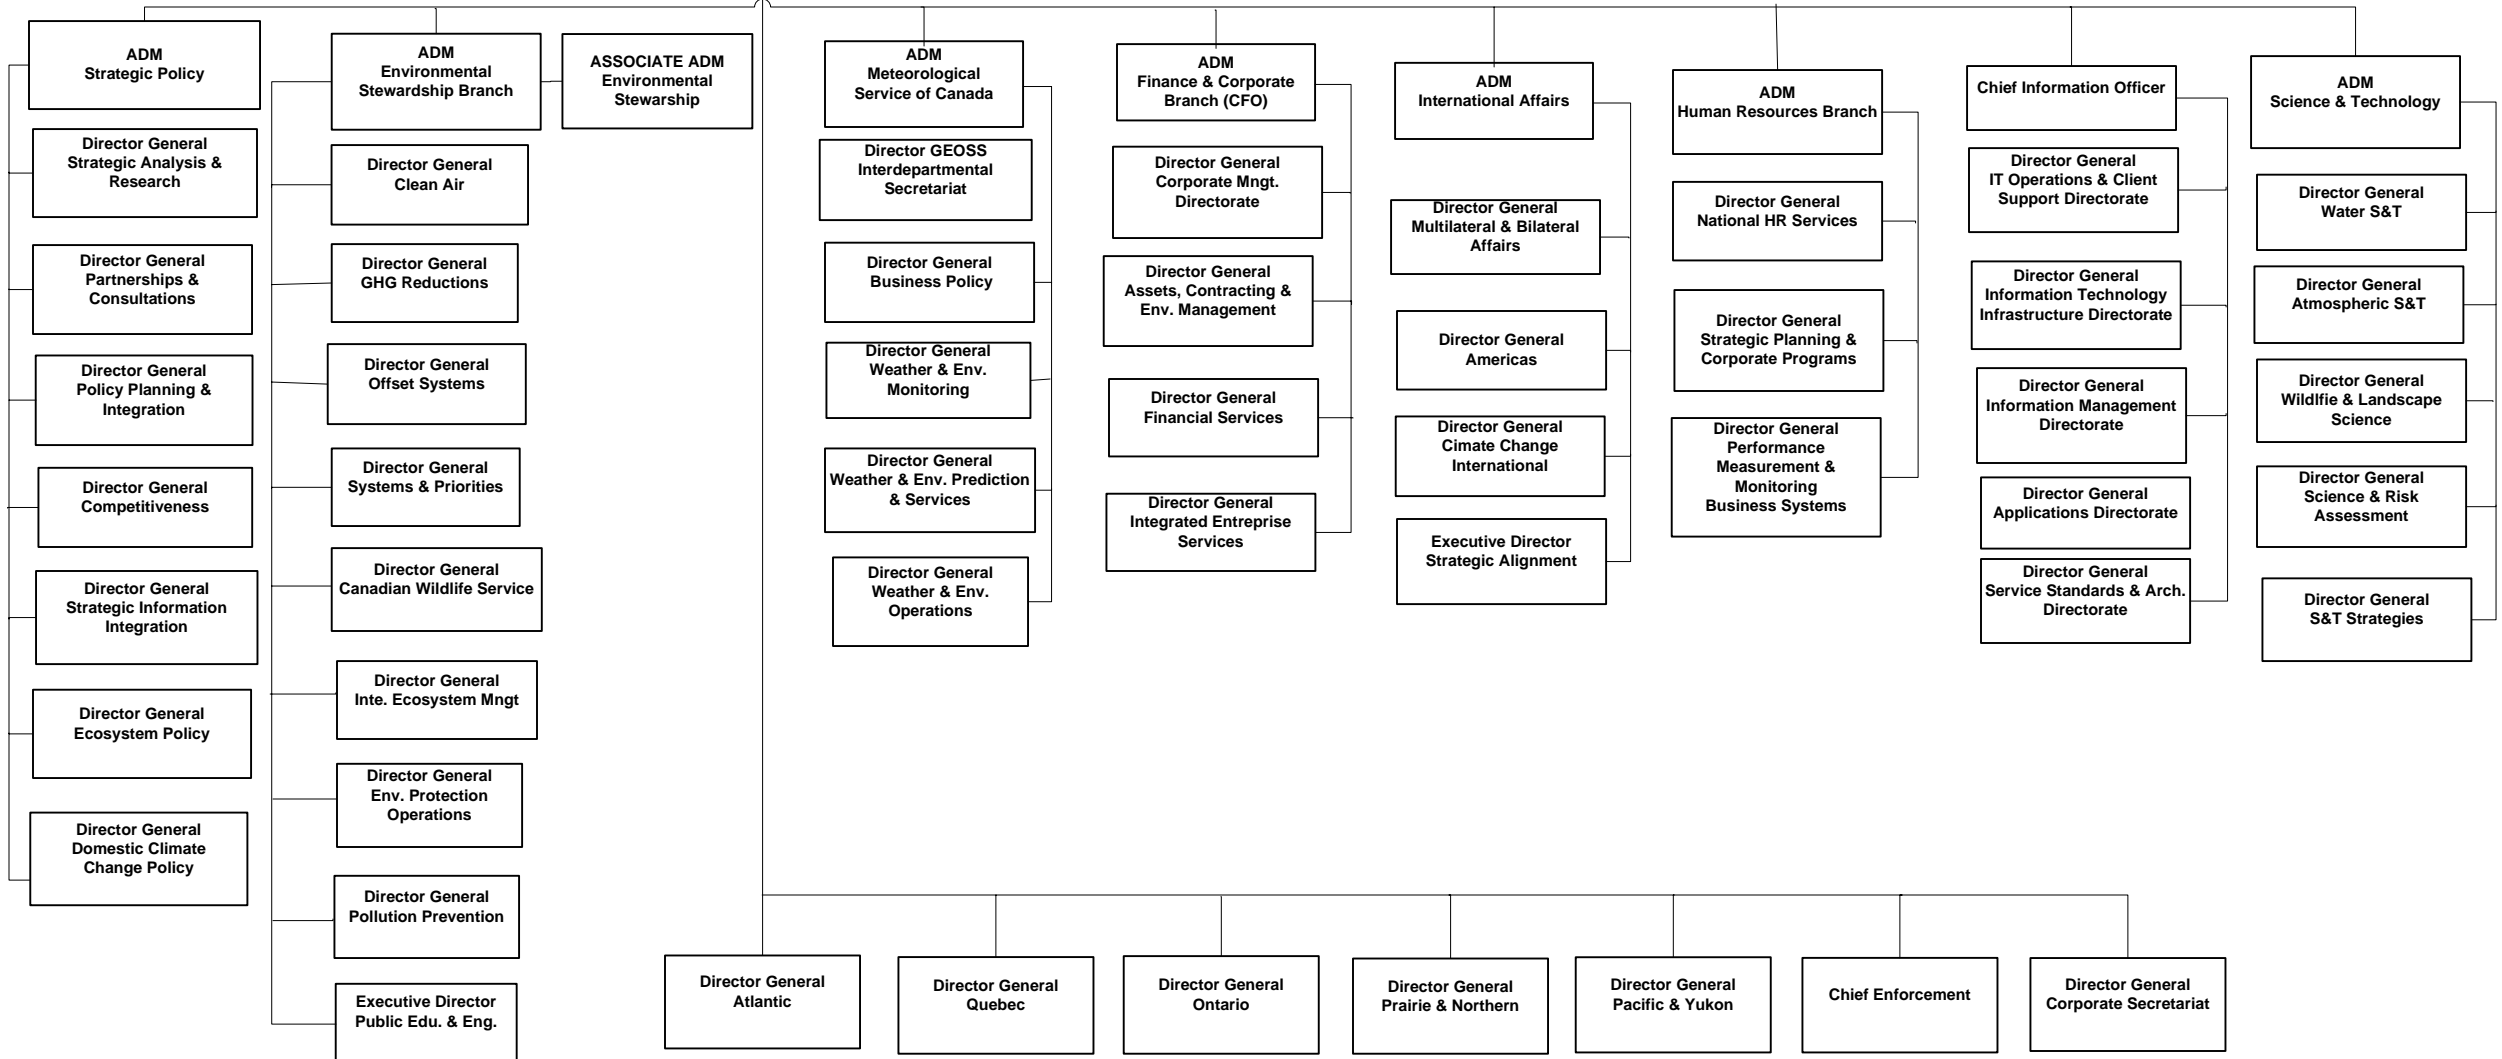 ADM
Strategic Policy
Director General
Strategic Analysis &
Research
Director General
Partnerships &
Consultations
Director General
Policy Planning &
Integration
Director General
Competitiveness
Director General
Strategic Information
Integration
Director General
Ecosystem Policy
Director General
Domestic Climate
Change Policy
ADM
Environmental
Stewardship Branch
ASSOCIATE ADM
Environmental
Stewarship
Director General
Clean Air
Director General
GHG Reductions
Director General
Offset Systems
Director General
Systems & Priorities
Director General
Canadian Wildlife Service
Director General
Inte. Ecosystem Mngt
Director General
Env. Protection
Operations
Director General
Pollution Prevention
Executive Director
Public Edu. & Eng.
ADM
Meteorological
Service of Canada
Director GEOSS
Interdepartmental
Secretariat
Director General
Business Policy
Director General
Weather & Env.
Monitoring
Director General
Weather & Env. Prediction
& Services
Director General
Weather & Env.
Operations
ADM
Finance & Corporate
Branch (CFO)
Director General
Corporate Mngt.
Directorate
Director General
Assets, Contracting &
Env. Management
Director General
Financial Services
Director General
Integrated Entreprise
Services
ADM
International Affairs
Director General
Multilateral & Bilateral
Affairs
Director General
Americas
Director General
Cimate Change
International
Executive Director
Strategic Alignment
ADM
Human Resources Branch
Director General
National HR Services
Director General
Strategic Planning &
Corporate Programs
Director General
Performance
Measurement &
Monitoring
Business Systems
Chief Information Officer
Director General
IT Operations & Client
Support Directorate
Director General
Information Technology
Infrastructure Directorate
Director General
Information Management
Directorate
Director General
Applications Directorate
Director General
Service Standards & Arch.
Directorate
ADM
Science & Technology
Director General
Water S&T
Director General
Atmospheric S&T
Director General
Wildlfie & Landscape
Science
Director General
Science & Risk
Assessment
Director General
S&T Strategies
Director General
Atlantic
Director General
Quebec
Director General
Ontario
Director General
Prairie & Northern
Director General
Pacific & Yukon
Chief Enforcement
Director General
Corporate Secretariat